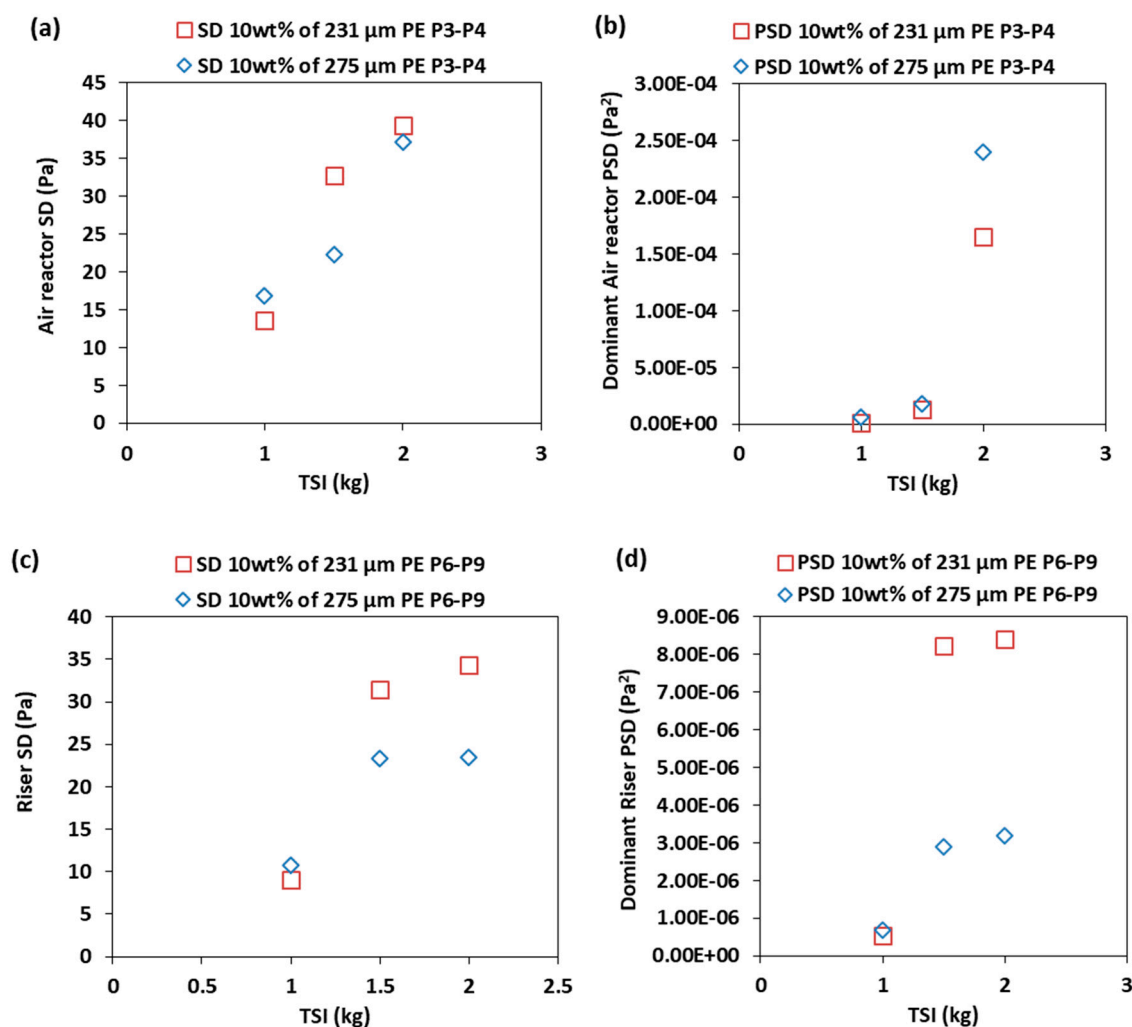 (a)
SD 10wt% of 231 µm PE P3-P4
SD 10wt% of 275 µm PE P3-P4
45
40
35
30
25
20
15
10
5
0
Air reactor SD (Pa)
0 1 2 3
TSI (kg)
(b)
PSD 10wt% of 231 µm PE P3-P4
PSD 10wt% of 275 µm PE P3-P4
3.00E-04
2.50E-04
2.00E-04
1.50E-04
1.00E-04
5.00E-05
0.00E+00
Dominant Air reactor PSD (Pa²)
0 1 2 3
TSI (kg)
(c)
SD 10wt% of 231 µm PE P6-P9
SD 10wt% of 275 µm PE P6-P9
40
35
30
25
20
15
10
5
0
Riser SD (Pa)
0 0.5 1 1.5 2 2.5
TSI (kg)
(d)
PSD 10wt% of 231 µm PE P6-P9
PSD 10wt% of 275 µm PE P6-P9
9.00E-06
8.00E-06
7.00E-06
6.00E-06
5.00E-06
4.00E-06
3.00E-06
2.00E-06
1.00E-06
0.00E+00
Dominant Riser PSD (Pa²)
0 1 2 3
TSI (kg)